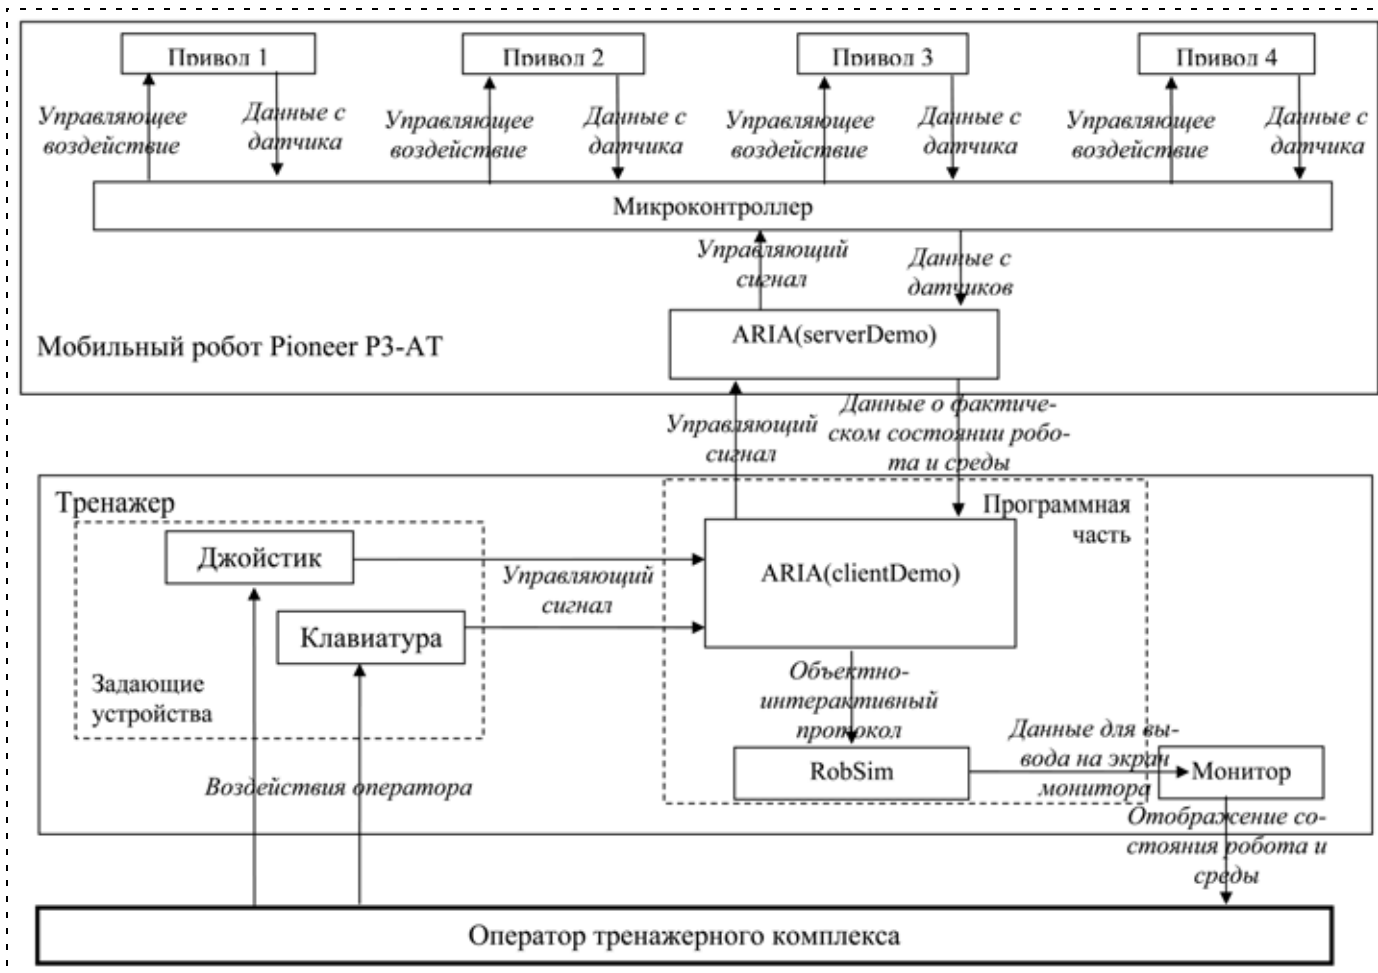 Привод 1
Привод 2
Привод 3
Привод 4
Управляющее
воздействие
Данные с
датчика
Управляющее
воздействие
Данные с
датчика
Управляющее
воздействие
Данные с
датчика
Управляющее
воздействие
Данные с
датчика
Микроконтроллер
Управляющий
сигнал
Данные с
датчиков
ARIA(serverDemo)
Мобильный робот Pioneer P3-AT
Управляющий
сигнал
Данные о фактиче-
ском состоянии робо-
та и среды
Тренажер
Программная
часть
Джойстик
Управляющий
сигнал
ARIA(clientDemo)
Клавиатура
Задающие
устройства
Объектно-
интерактивный
протокол
RobSim
Данные для вы-
вода на экран
монитора
Монитор
Воздействия оператора
Отображение со-
стояния робота и
среды
Оператор тренажерного комплекса